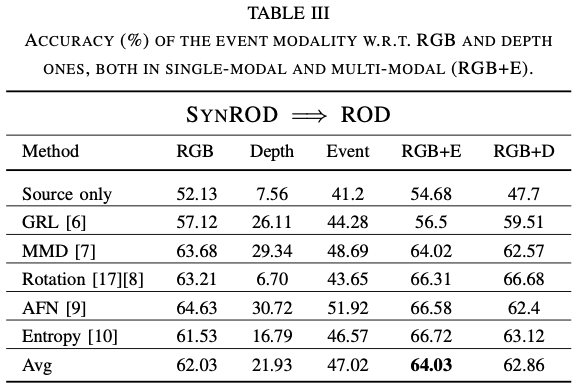 TABLE III
ACCURACY (%) OF THE EVENT MODALITY W.R.T. RGB AND DEPTH
ONES, BOTH IN SINGLE-MODAL AND MULTI-MODAL (RGB+E).
SYNROD ⟹ ROD
Method RGB Depth Event RGB+E RGB+D
Source only 52.13 7.56 41.2 54.68 47.7
GRL [6] 57.12 26.11 44.28 56.5 59.51
MMD [7] 63.68 29.34 48.69 64.02 62.57
Rotation [17][8] 63.21 6.70 43.65 66.31 66.68
AFN [9] 64.63 30.72 51.92 66.58 62.4
Entropy [10] 61.53 16.79 46.57 66.72 63.12
Avg 62.03 21.93 47.02 64.03 62.86